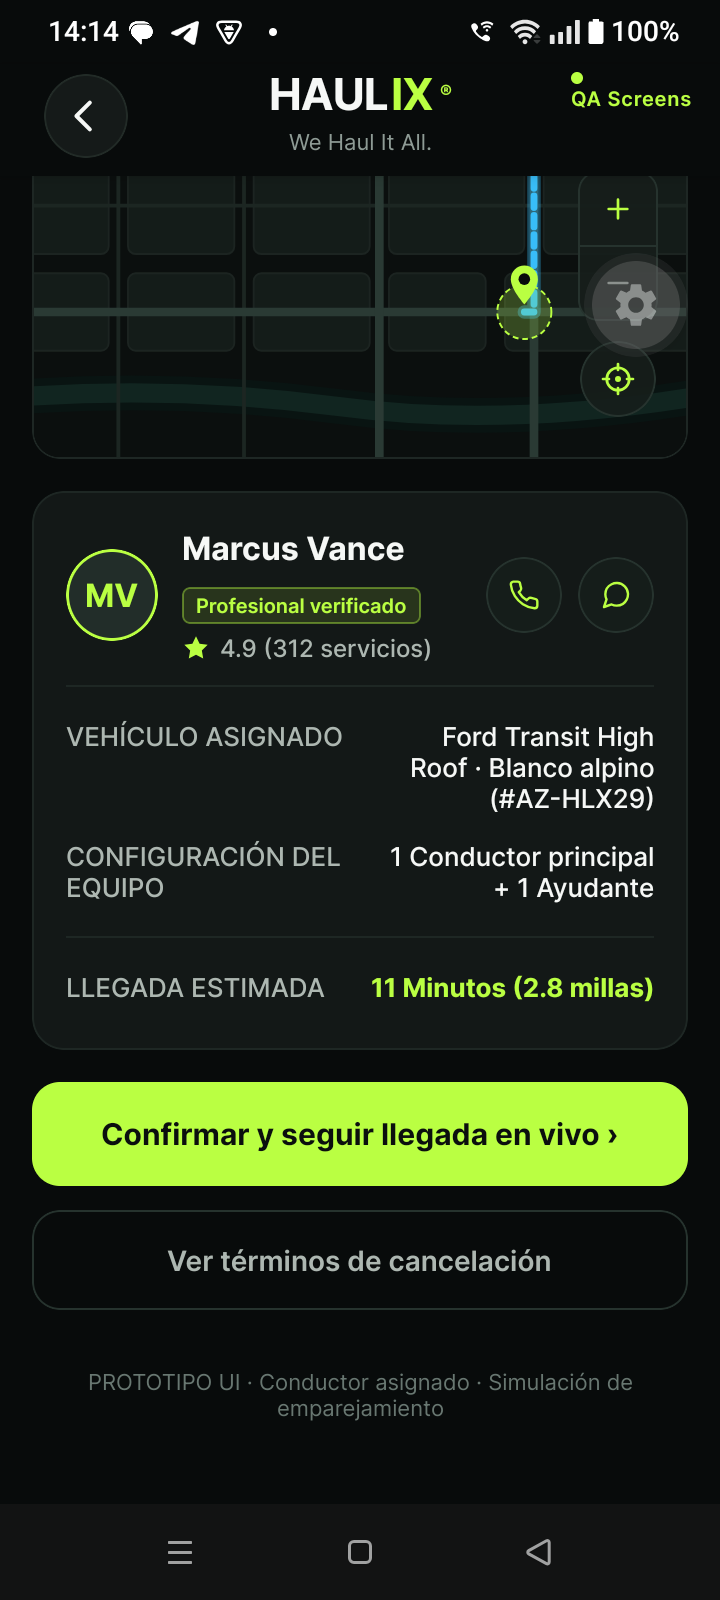 14:14
100%
HAULIX ®
QA Screens
We Haul It All.
MV
Marcus Vance
Profesional verificado
4.9 (312 servicios)
VEHÍCULO ASIGNADO
Ford Transit High
Roof · Blanco alpino
(#AZ-HLX29)
CONFIGURACIÓN DEL
EQUIPO
1 Conductor principal
+ 1 Ayudante
LLEGADA ESTIMADA
11 Minutos (2.8 millas)
Confirmar y seguir llegada en vivo ›
Ver términos de cancelación
PROTOTIPO UI · Conductor asignado · Simulación de
emparejamiento